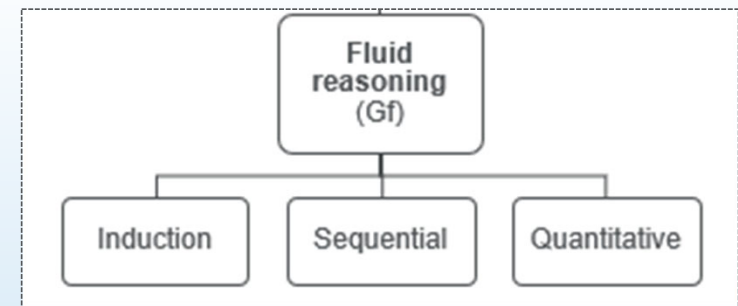 Fluid
reasoning
(Gf)
Induction
Sequential
Quantitative